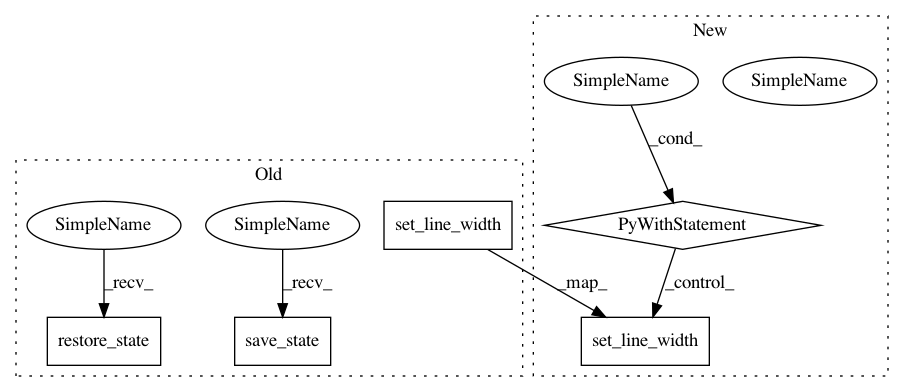 New
SimpleName
SimpleName
_cond_
Old
SimpleName
SimpleName
set_line_width
PyWithStatement
_recv_
_recv_
_map_
_control_
restore_state
save_state
set_line_width